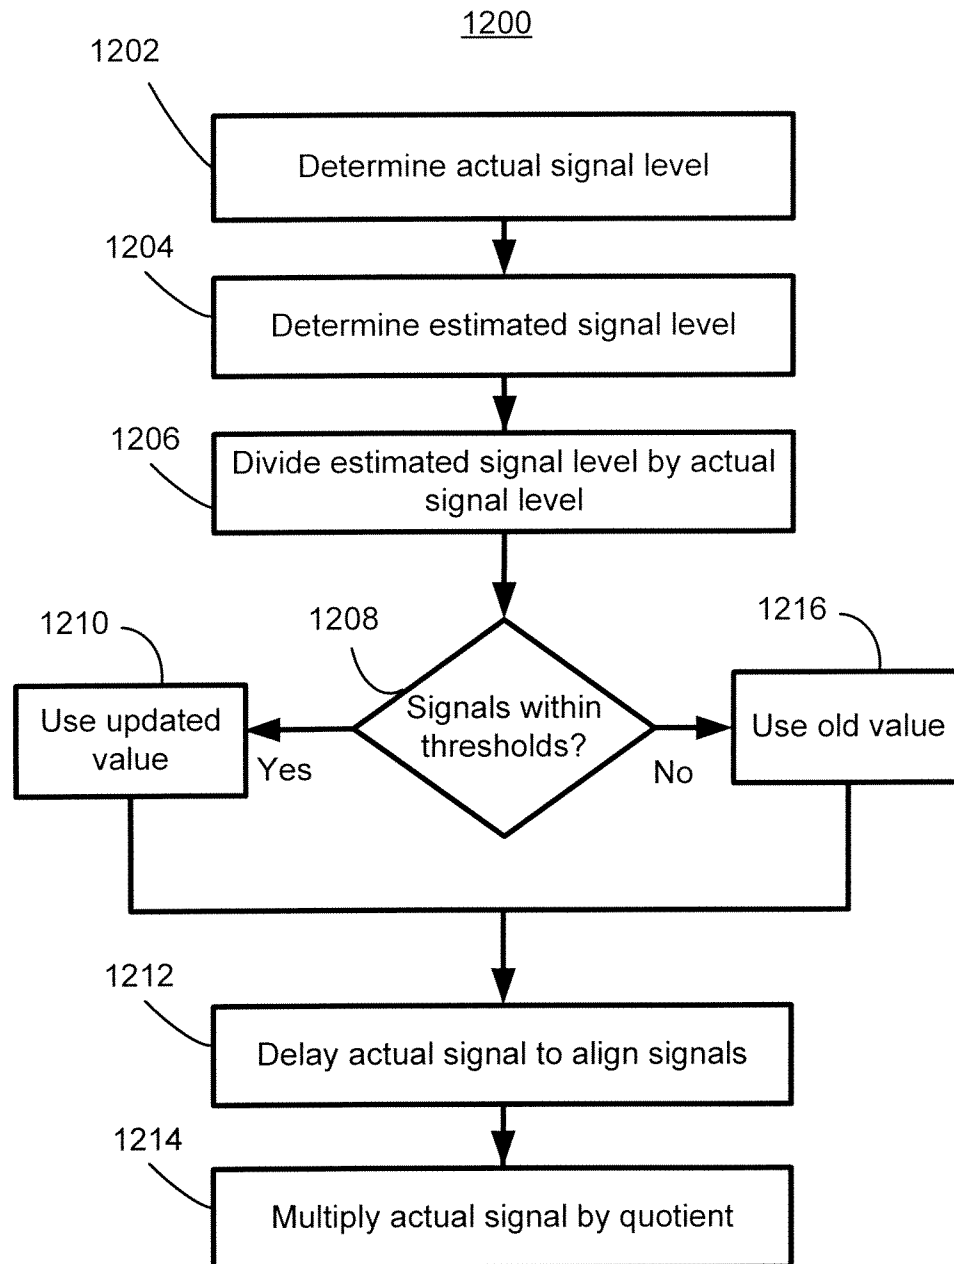 1200
1202
Determine actual signal level
1204
Determine estimated signal level
1206
Divide estimated signal level by actual
signal level
1208
Signals within
thresholds?
1210
Use updated
value
Yes
No
1216
Use old value
1212
Delay actual signal to align signals
1214
Multiply actual signal by quotient